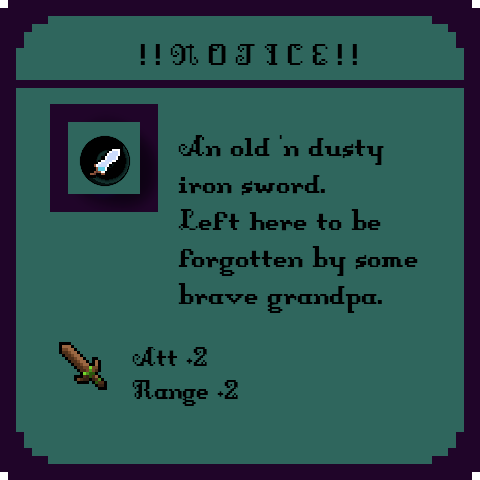 !!NOTICE!!
An old 'n dusty
iron sword.
Left here to be
forgotten by some
brave grandpa.
Att +2
Range +2